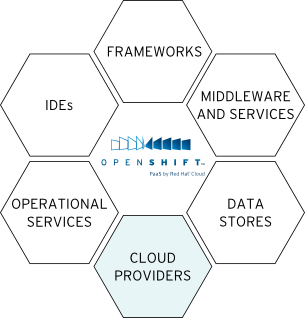 FRAMEWORKS
IDEs
MIDDLEWARE
AND SERVICES
OPENSHIFT™
PaaS by Red Hat® Cloud
OPERATIONAL
SERVICES
DATA
STORES
CLOUD
PROVIDERS